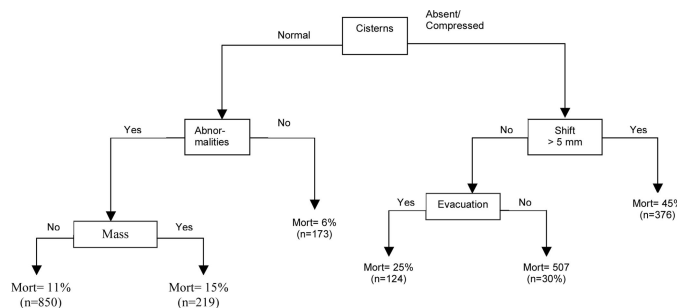 Cisterns
Normal
Absent/
Compressed
Abnor-
malities
Yes
No
Shift
> 5 mm
No
Yes
Mort= 6%
(n=173)
Evacuation
Yes
No
Mort= 45%
(n=376)
Mass
No
Yes
Mort= 11%
(n=850)
Mort= 15%
(n=219)
Mort= 25%
(n=124)
Mort= 507
(n=30%)